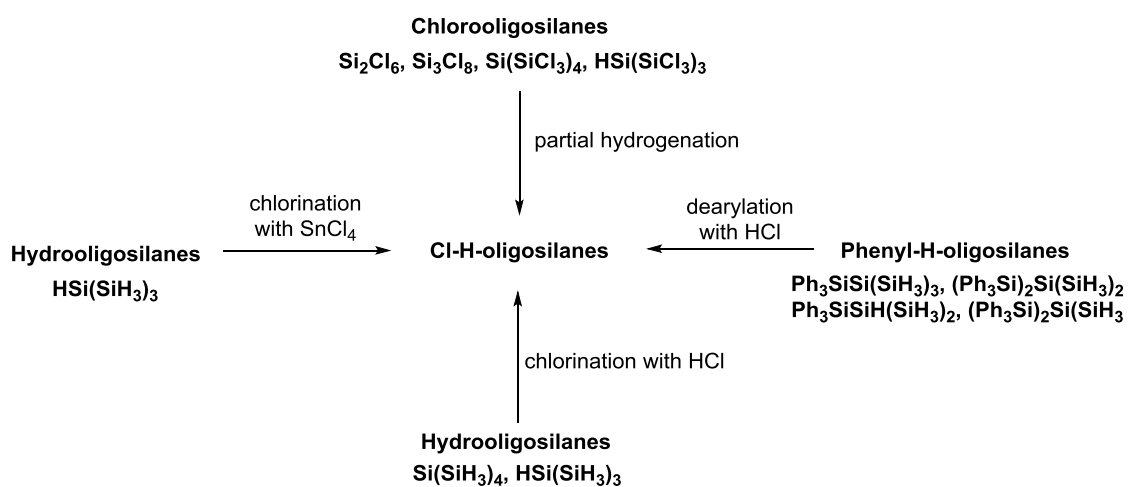 Chlorooligosilanes
Si₂Cl₆, Si₃Cl₈, Si(SiCl₃)₄, HSi(SiCl₃)₃
partial hydrogenation
chlorination
with SnCl₄
dearylation
with HCl
Hydrooligosilanes
HSi(SiH₃)₃
Cl-H-oligosilanes
Phenyl-H-oligosilanes
Ph₃SiSi(SiH₃)₃, (Ph₃Si)₂Si(SiH₃)₂
Ph₃SiSiH(SiH₃)₂, (Ph₃Si)₂Si(SiH₃
chlorination with HCl
Hydrooligosilanes
Si(SiH₃)₄, HSi(SiH₃)₃